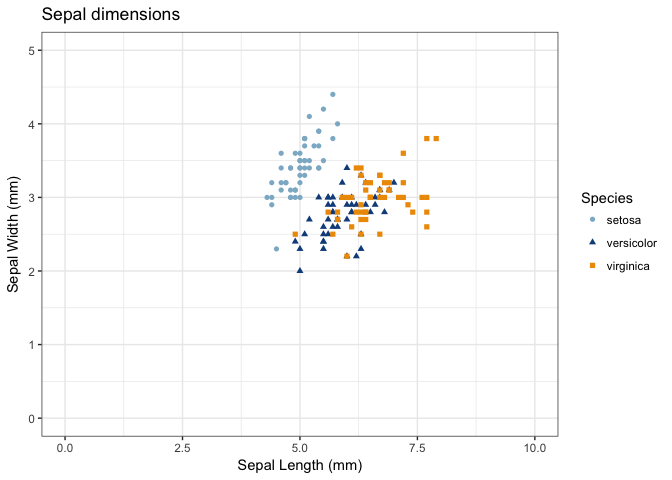 Sepal dimensions
5
4
3
2
1
0
Sepal Width (mm)
0.0
2.5
5.0
7.5
10.0
Sepal Length (mm)
Species
setosa
versicolor
virginica